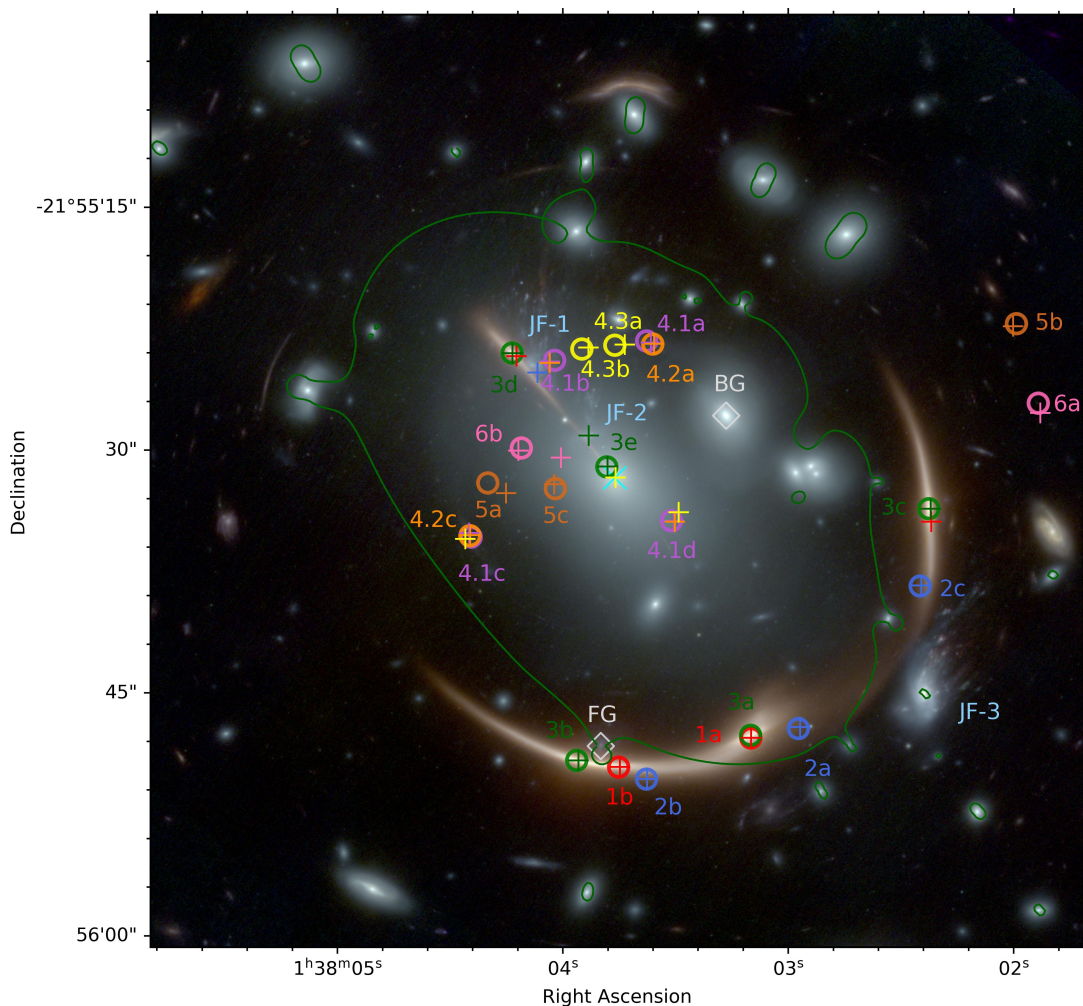 -21°55'15"
4.3a
4.1a
JF-1
5b
4.3b
4.2a
3d
4.1b
BG
6a
JF-2
6b
3e
30"
5a
5c
3c
4.2c
4.1d
4.1c
2c
45"
3a
JF-3
FG
3b
1a
2a
1b
2b
56'00"
1ʰ38ᵐ05ˢ
04ˢ
03ˢ
02ˢ
Right Ascension
Declination